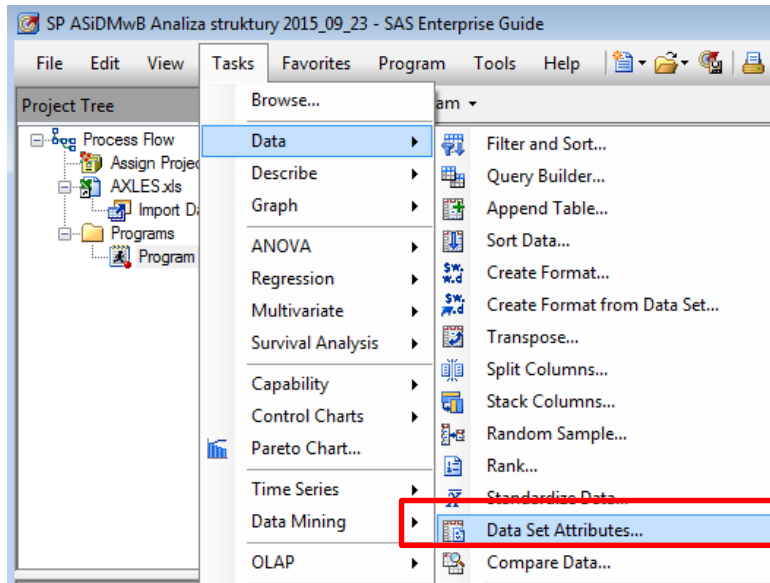 SP ASiDMwB Analiza struktury 2015_09_23 - SAS Enterprise Guide
File Edit View Tasks Favorites Program Tools Help
Project Tree
Process Flow
Assign Projec
AXLES.xls
Import Da
Programs
Program
am
Browse...
Data
Describe
Graph
ANOVA
Regression
Multivariate
Survival Analysis
Capability
Control Charts
Pareto Chart...
Time Series
Data Mining
OLAP
Filter and Sort...
Query Builder...
Append Table...
Sort Data...
Create Format...
Create Format from Data Set...
Transpose...
Split Columns...
Stack Columns...
Random Sample...
Rank...
Standardize Data...
Data Set Attributes...
Compare Data...